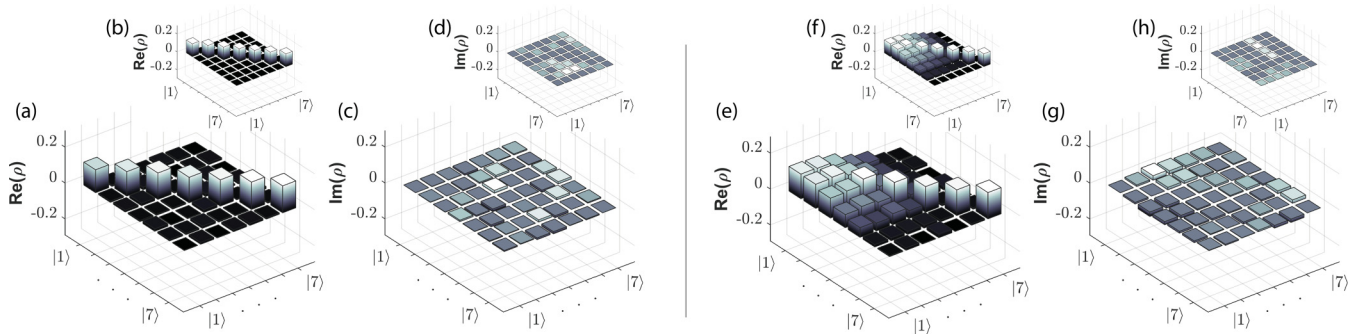 (b)
Re(ρ)
0.2
0
-0.2
|1⟩
|7⟩
|1⟩
|7⟩
(d)
Im(ρ)
0.2
0
-0.2
|1⟩
|7⟩
|1⟩
|7⟩
(f)
Re(ρ)
0.2
0
-0.2
|1⟩
|7⟩
|1⟩
|7⟩
(h)
Im(ρ)
0.2
0
-0.2
|1⟩
|7⟩
|1⟩
|7⟩
(a)
Re(ρ)
0.2
0
-0.2
|1⟩
. . .
|7⟩
|1⟩
. . .
|7⟩
(c)
Im(ρ)
0.2
0
-0.2
|1⟩
. . .
|7⟩
|1⟩
. . .
|7⟩
(e)
Re(ρ)
0.2
0
-0.2
|1⟩
. . .
|7⟩
|1⟩
. . .
|7⟩
(g)
Im(ρ)
0.2
0
-0.2
|1⟩
. . .
|7⟩
|1⟩
. . .
|7⟩